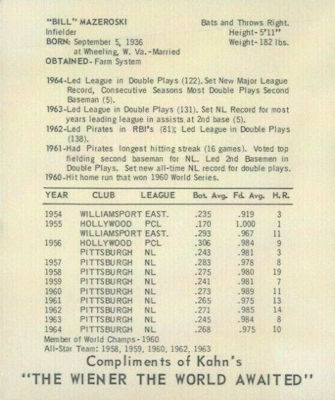 "BILL" MAZEROSKI Bats and Throws Right.
Infielder Height-5'11"
BORN: September 5, 1936 Weight-182 lbs.
at Wheeling, W. Va.-Married
OBTAINED-Farm System
1964-Led League in Double Plays (122). Set New Major League
Record, Consecutive Seasons Most Double Plays Second
Baseman (5).
1963-Led League in Double Plays (131). Set NL Record for most
years leading league in assists at 2nd base (5).
1962-Led Pirates in RBI's (81); Led League in Double Plays
(138).
1961-Had Pirates longest hitting streak (16 games). Voted top
fielding second baseman for NL. Led 2nd Basemen in
Double Plays. Set new all-time NL record for double plays.
1960-Hit home run that won 1960 World Series.
YEAR CLUB LEAGUE Bat. Avg. Fd. Avg. H.R.
1954 WILLIAMSPORT EAST. .235 .919 3
1955 HOLLYWOOD PCL .170 1.000 1
WILLIAMSPORT EAST. .293 .967 11
1956 HOLLYWOOD PCL .306 .984 9
PITTSBURGH NL .243 .981 3
1957 PITTSBURGH NL .283 .978 8
1958 PITTSBURGH NL .275 .980 19
1959 PITTSBURGH NL .241 .981 7
1960 PITTSBURGH NL .273 .989 11
1961 PITTSBURGH NL .265 .975 13
1962 PITTSBURGH NL .271 .985 14
1963 PITTSBURGH NL .245 .984 8
1964 PITTSBURGH NL .268 .975 10
Member of World Champs-1960
All-Star Team: 1958, 1959, 1960, 1962, 1963
Compliments of Kahn's
"THE WIENER THE WORLD AWAITED"